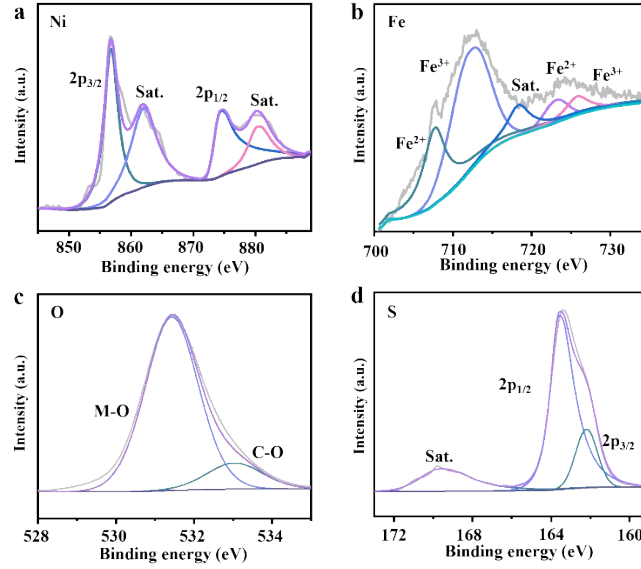 a
Ni
2p3/2
Sat.
2p1/2
Sat.
Intensity (a.u.)
850
860
870
880
Binding energy (eV)
b
Fe
Fe3+
Fe2+
Sat.
Fe2+
Fe3+
Intensity (a.u.)
700
710
720
730
Binding energy (eV)
c
O
M-O
C-O
Intensity (a.u.)
528
530
532
534
Binding energy (eV)
d
S
2p1/2
2p3/2
Sat.
Intensity (a.u.)
172
168
164
160
Binding energy (eV)